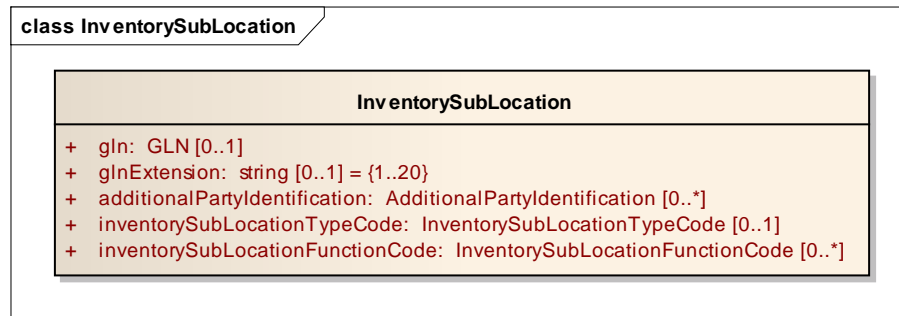 class InventorySubLocation
InventorySubLocation
+ gln: GLN [0..1]
+ glnExtension: string [0..1] = {1..20}
+ additionalPartyIdentification: AdditionalPartyIdentification [0..*]
+ inventorySubLocationTypeCode: InventorySubLocationTypeCode [0..1]
+ inventorySubLocationFunctionCode: InventorySubLocationFunctionCode [0..*]